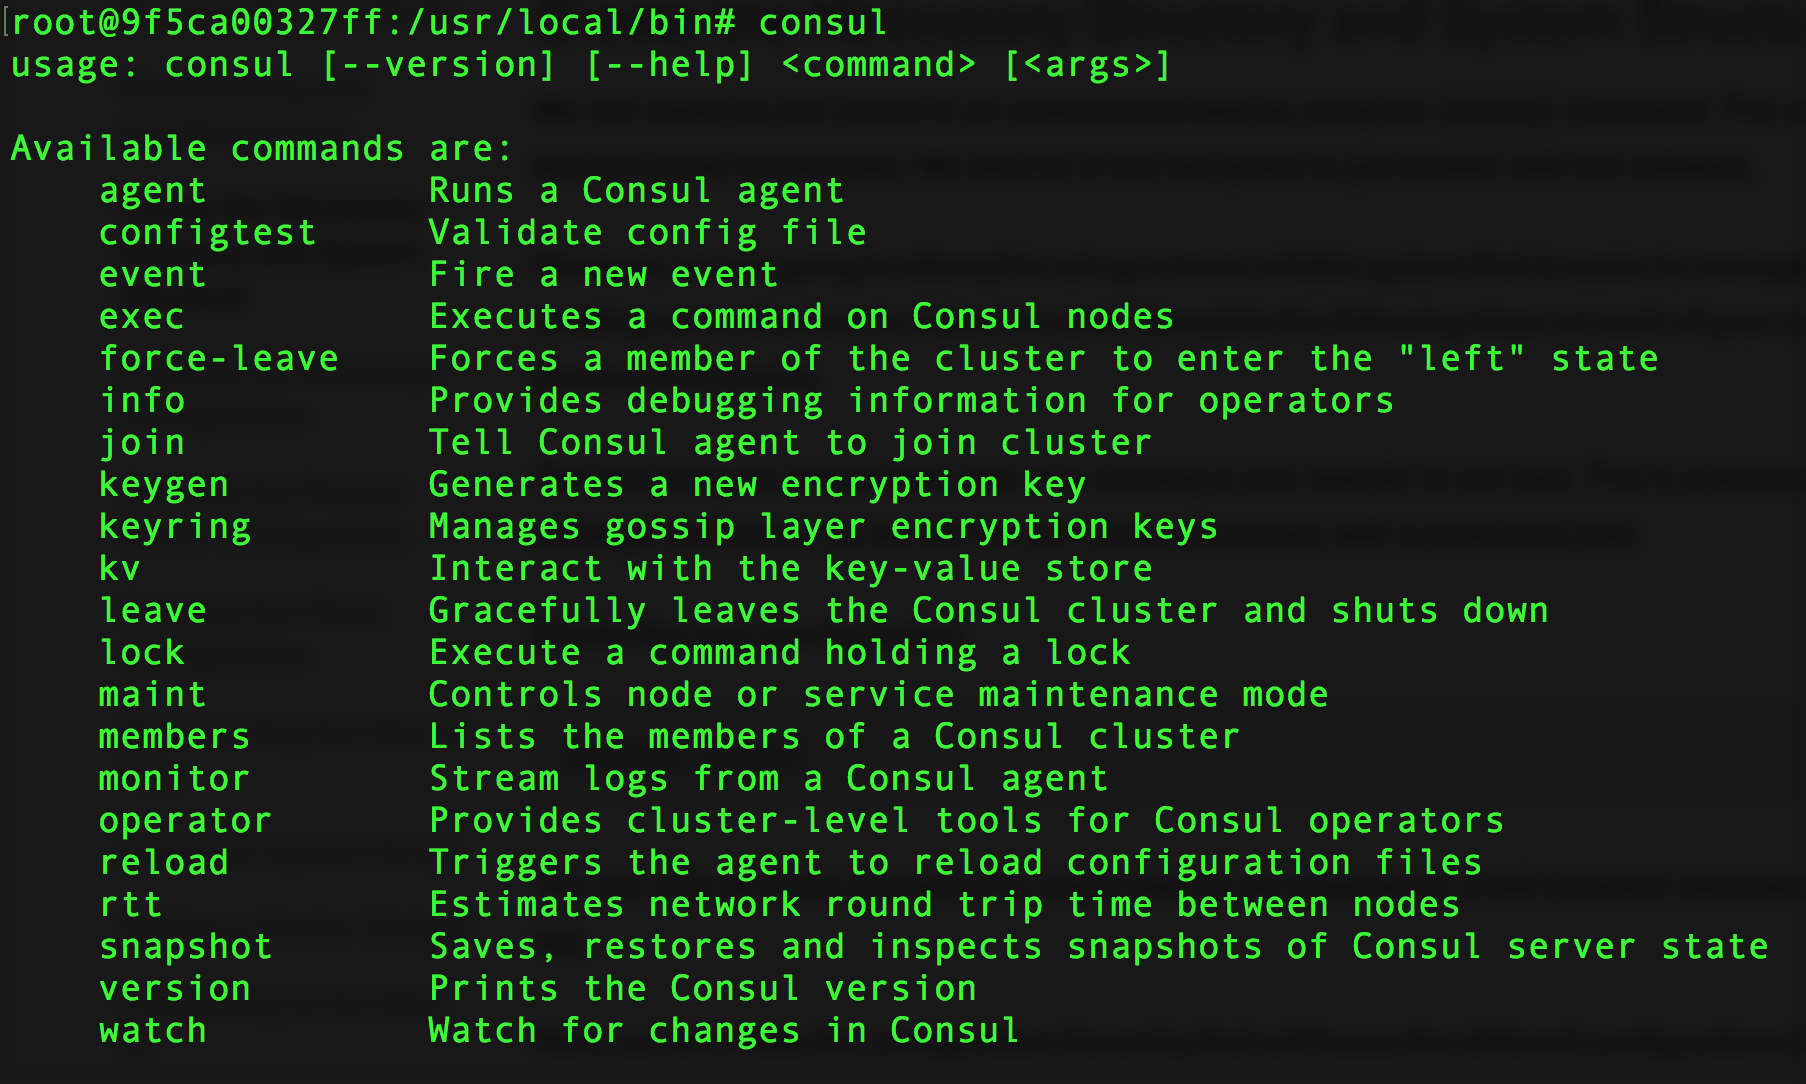 [root@9f5ca00327ff:/usr/local/bin# consul
usage: consul [--version] [--help] <command> [<args>]

Available commands are:
    agent          Runs a Consul agent
    configtest     Validate config file
    event          Fire a new event
    exec           Executes a command on Consul nodes
    force-leave    Forces a member of the cluster to enter the "left" state
    info           Provides debugging information for operators
    join           Tell Consul agent to join cluster
    keygen         Generates a new encryption key
    keyring        Manages gossip layer encryption keys
    kv             Interact with the key-value store
    leave          Gracefully leaves the Consul cluster and shuts down
    lock           Execute a command holding a lock
    maint          Controls node or service maintenance mode
    members        Lists the members of a Consul cluster
    monitor        Stream logs from a Consul agent
    operator       Provides cluster-level tools for Consul operators
    reload         Triggers the agent to reload configuration files
    rtt            Estimates network round trip time between nodes
    snapshot       Saves, restores and inspects snapshots of Consul server state
    version        Prints the Consul version
    watch          Watch for changes in Consul